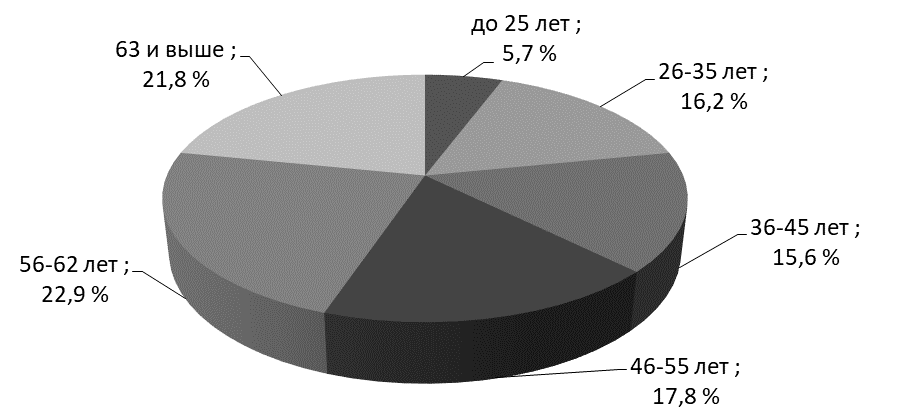 до 25 лет ;
5,7 %
26-35 лет ;
16,2 %
36-45 лет ;
15,6 %
46-55 лет ;
17,8 %
56-62 лет ;
22,9 %
63 и выше ;
21,8 %